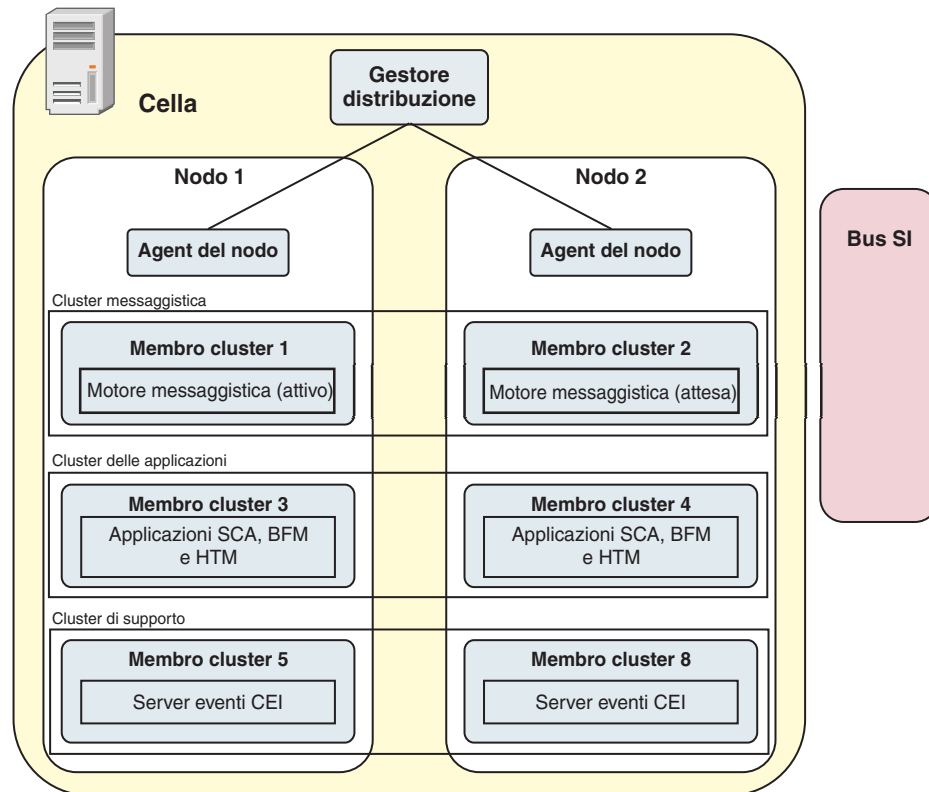 Gestore
distribuzione
Cella
Nodo 1
Nodo 2
Bus SI
Agent del nodo
Agent del nodo
Cluster messaggistica
Membro cluster 1
Motore messaggistica (attivo)
Membro cluster 2
Motore messaggistica (attesa)
Cluster delle applicazioni
Membro cluster 3
Applicazioni SCA, BFM
e HTM
Membro cluster 4
Applicazioni SCA, BFM
e HTM
Cluster di supporto
Membro cluster 5
Server eventi CEI
Membro cluster 8
Server eventi CEI